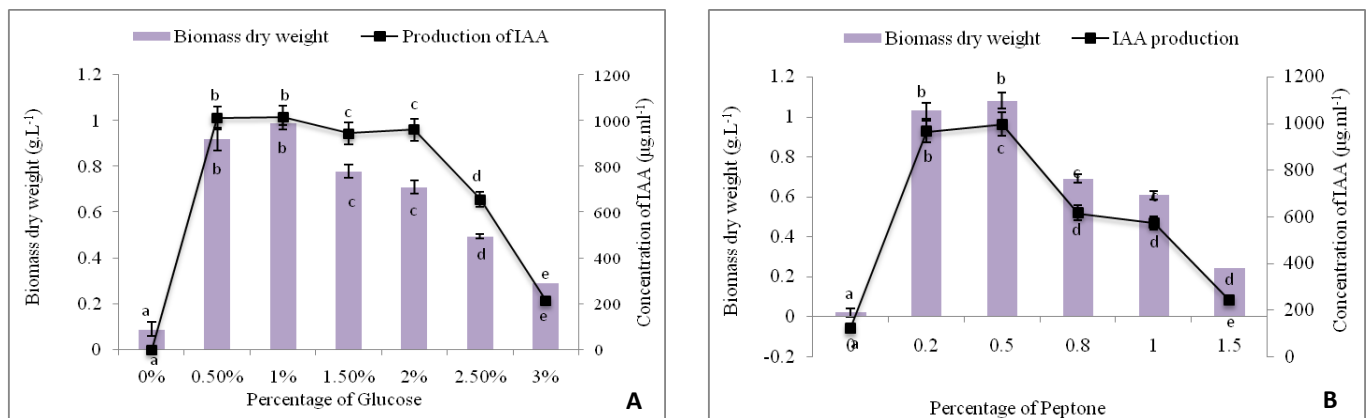 Biomass dry weight Production of IAA
Biomass dry weight (g.L-1)
1.2
1
0.8
0.6
0.4
0.2
0
a
a
b
b
b
b
c
c
c
c
d
d
e
e
1200
1000
800
600
400
200
0
Concentration of IAA (µg.ml-1)
0% 0.50% 1% 1.50% 2% 2.50% 3%
Percentage of Glucose
A
Biomass dry weight IAA production
Biomass dry weight (g.L-1)
1.2
1
0.8
0.6
0.4
0.2
0
-0.2
a
a
b
b
b
c
c
d
c
d
d
e
1200
1000
800
600
400
200
0
Concentration of IAA (µg.ml-1)
0 0.2 0.5 0.8 1 1.5
Percentage of Peptone
B